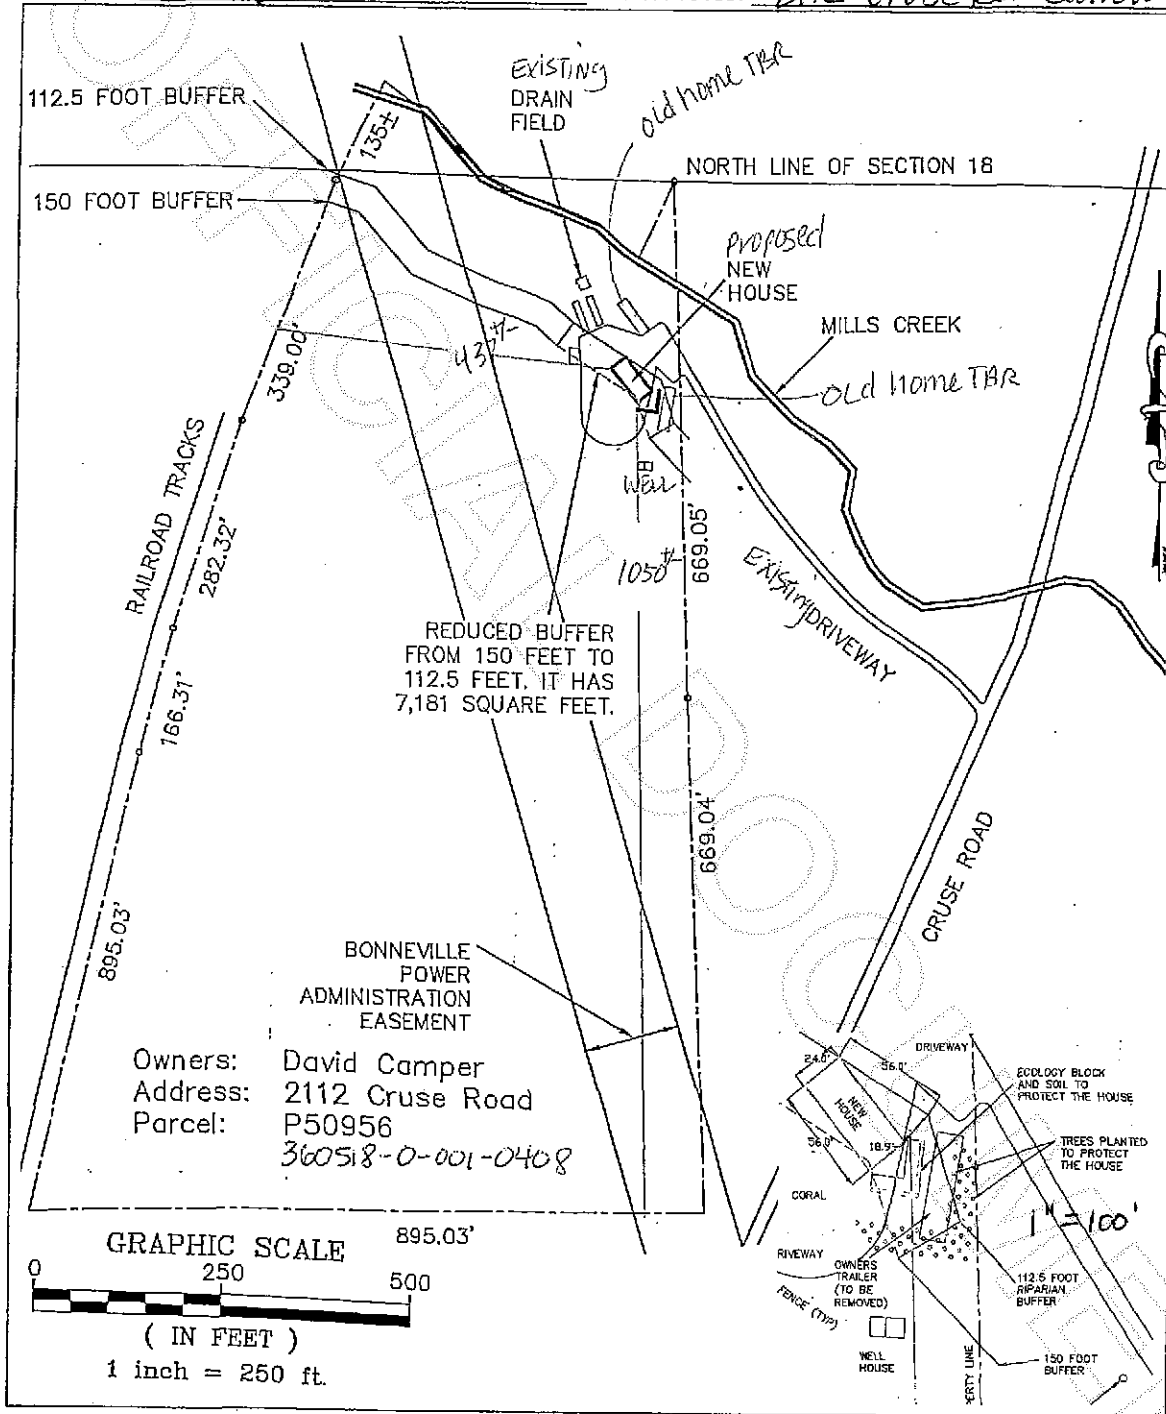 112.5 FOOT BUFFER
150 FOOT BUFFER
135±
Existing
DRAIN
FIELD
old home TBR
NORTH LINE OF SECTION 18
proposed
NEW
HOUSE
MILLS CREEK
OLd home TBR
339.00'
RAILROAD TRACKS
WELL
1050 +/-
669.05'
282.32'
Existing DRIVEWAY
REDUCED BUFFER
FROM 150 FEET TO
112.5 FEET. IT HAS
7,181 SQUARE FEET.
166.31'
669.04'
CRUSE ROAD
895.03'
BONNEVILLE
POWER
ADMINISTRATION
EASEMENT
Owners: David Camper
Address: 2112 Cruse Road
Parcel: P50956
360518-0-001-0408
895.03'
GRAPHIC SCALE
0 250 500
( IN FEET )
1 inch = 250 ft.
DRIVEWAY
24.0'
56.0'
ECOLOGY BLOCK
AND SOIL TO
PROTECT THE HOUSE
NEW
HOUSE
56.0'
18.9'
TREES PLANTED
TO PROTECT
THE HOUSE
CORAL
1" = 100'
RIVEWAY
OWNERS
TRAILER
(TO BE
REMOVED)
FENCE (TYP)
112.5 FOOT
RIPARIAN
BUFFER
WELL
HOUSE
ERTY LINE
150 FOOT
BUFFER